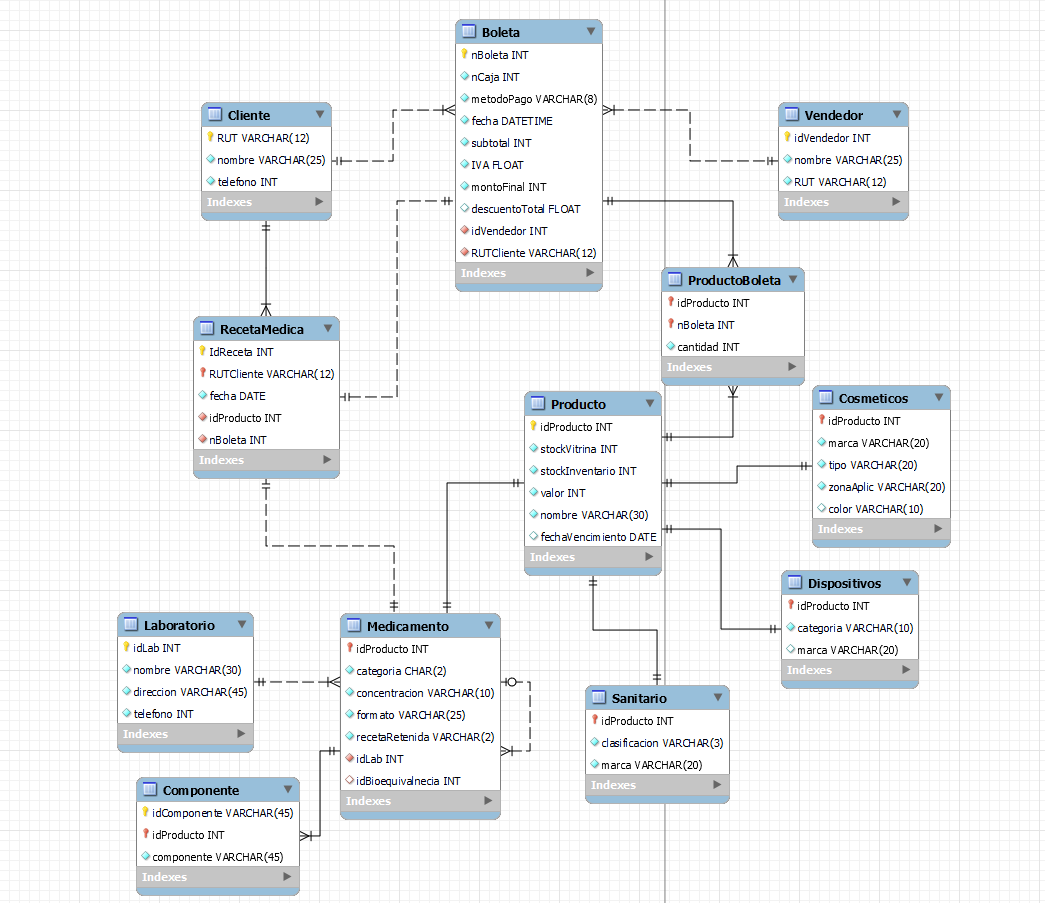 Boleta
nBoleta INT
nCaja INT
metodoPago VARCHAR(8)
fecha DATETIME
subtotal INT
IVA FLOAT
montoFinal INT
descuentoTotal FLOAT
idVendedor INT
RUTCliente VARCHAR(12)
Indexes
Cliente
RUT VARCHAR(12)
nombre VARCHAR(25)
telefono INT
Indexes
Vendedor
idVendedor INT
nombre VARCHAR(25)
RUT VARCHAR(12)
Indexes
ProductoBoleta
idProducto INT
nBoleta INT
cantidad INT
Indexes
RecetaMedica
IdReceta INT
RUTCliente VARCHAR(12)
fecha DATE
idProducto INT
nBoleta INT
Indexes
Producto
idProducto INT
stockVitrina INT
stockInventario INT
valor INT
nombre VARCHAR(30)
fechaVencimiento DATE
Indexes
Cosmeticos
idProducto INT
marca VARCHAR(20)
tipo VARCHAR(20)
zonaAplic VARCHAR(20)
color VARCHAR(10)
Indexes
Dispositivos
idProducto INT
categoria VARCHAR(10)
marca VARCHAR(20)
Indexes
Laboratorio
idLab INT
nombre VARCHAR(30)
direccion VARCHAR(45)
telefono INT
Indexes
Medicamento
idProducto INT
categoria CHAR(2)
concentracion VARCHAR(10)
formato VARCHAR(25)
recetaRetenida VARCHAR(2)
idLab INT
idBioequivalnecia INT
Indexes
Sanitario
idProducto INT
clasificacion VARCHAR(3)
marca VARCHAR(20)
Indexes
Componente
idComponente VARCHAR(45)
idProducto INT
componente VARCHAR(45)
Indexes